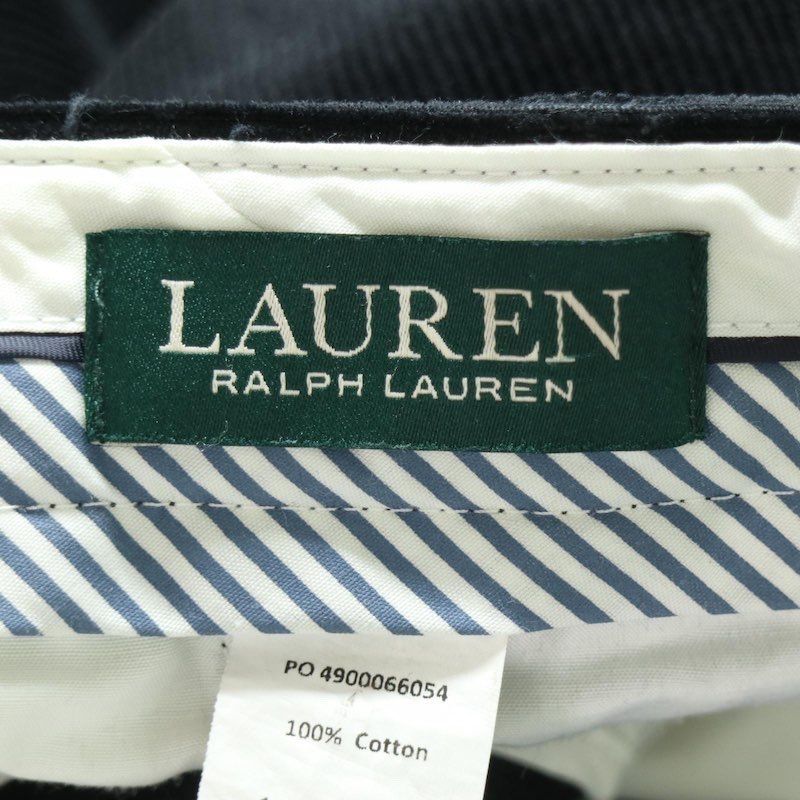 LAUREN
RALPH LAUREN
PO 4900066054
100% Cotton